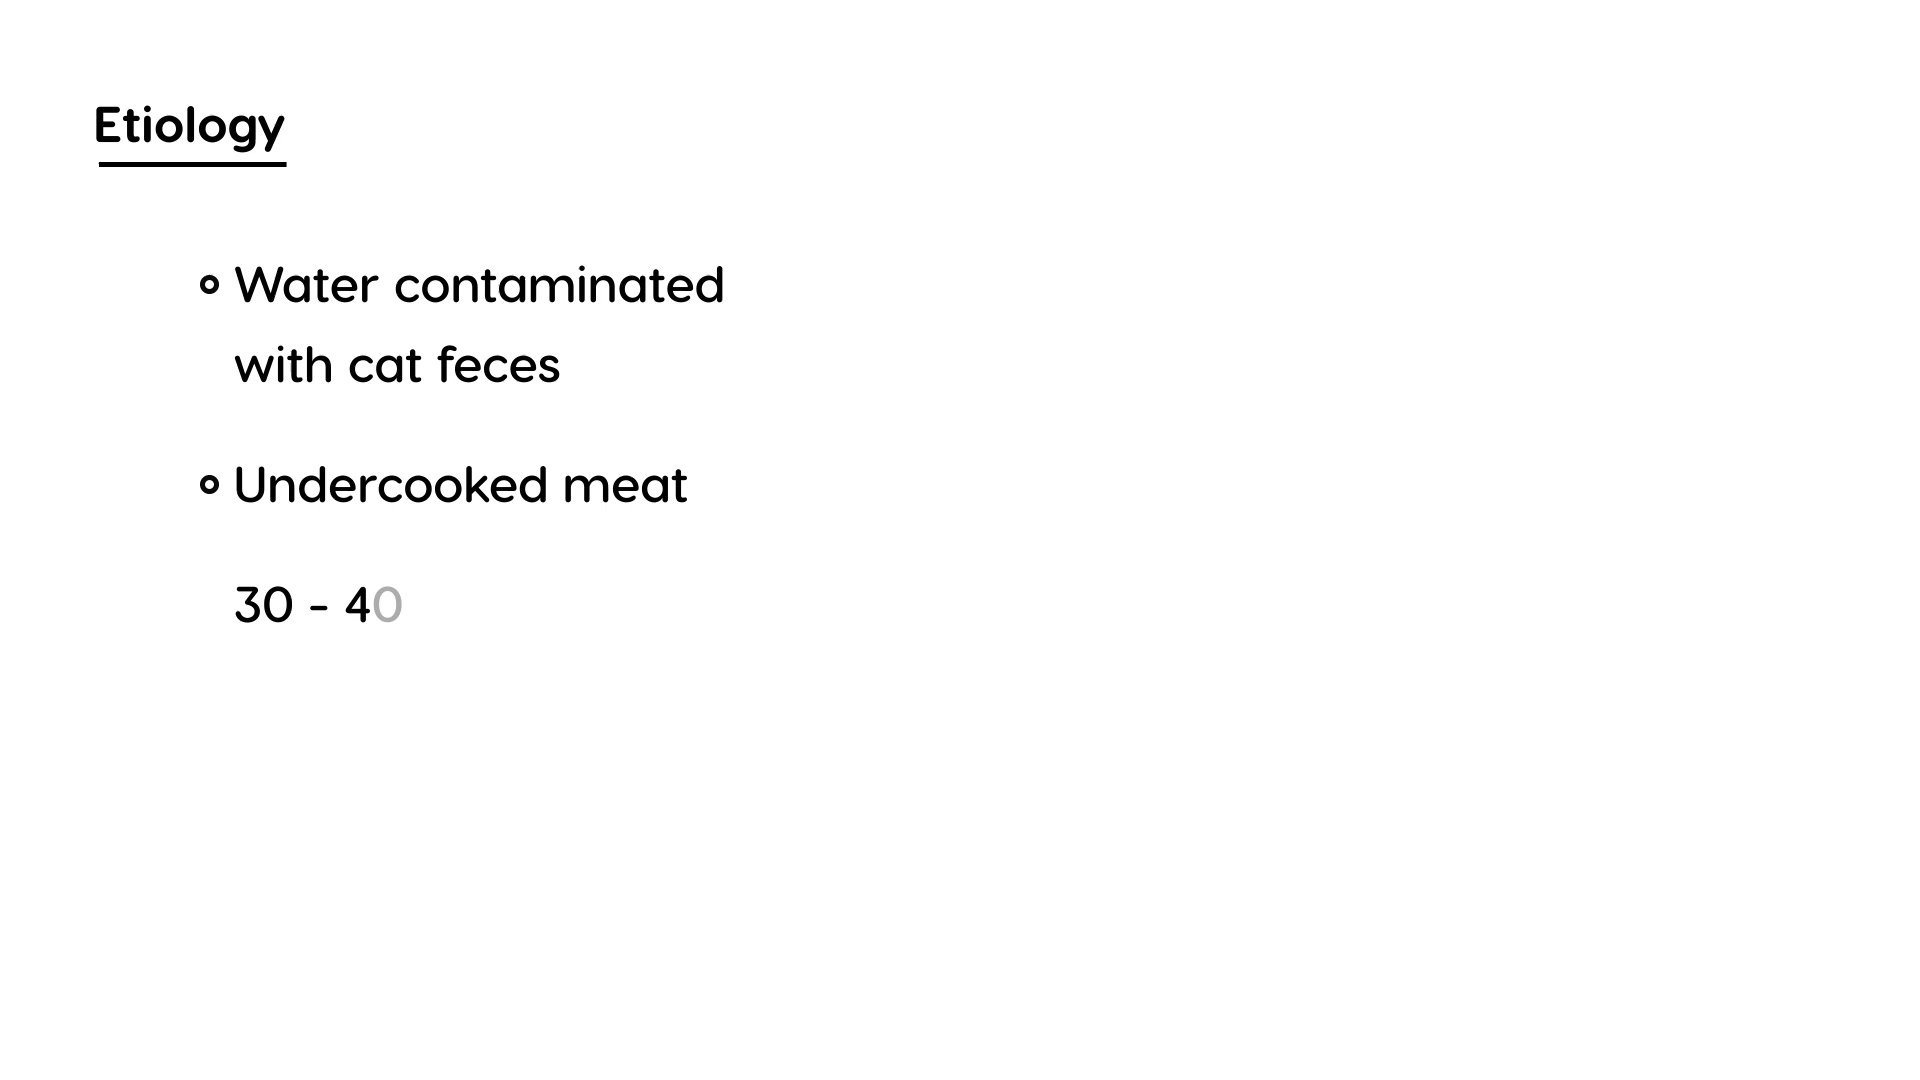 Etiology
Water contaminated
with cat feces
Undercooked meat
30 - 40